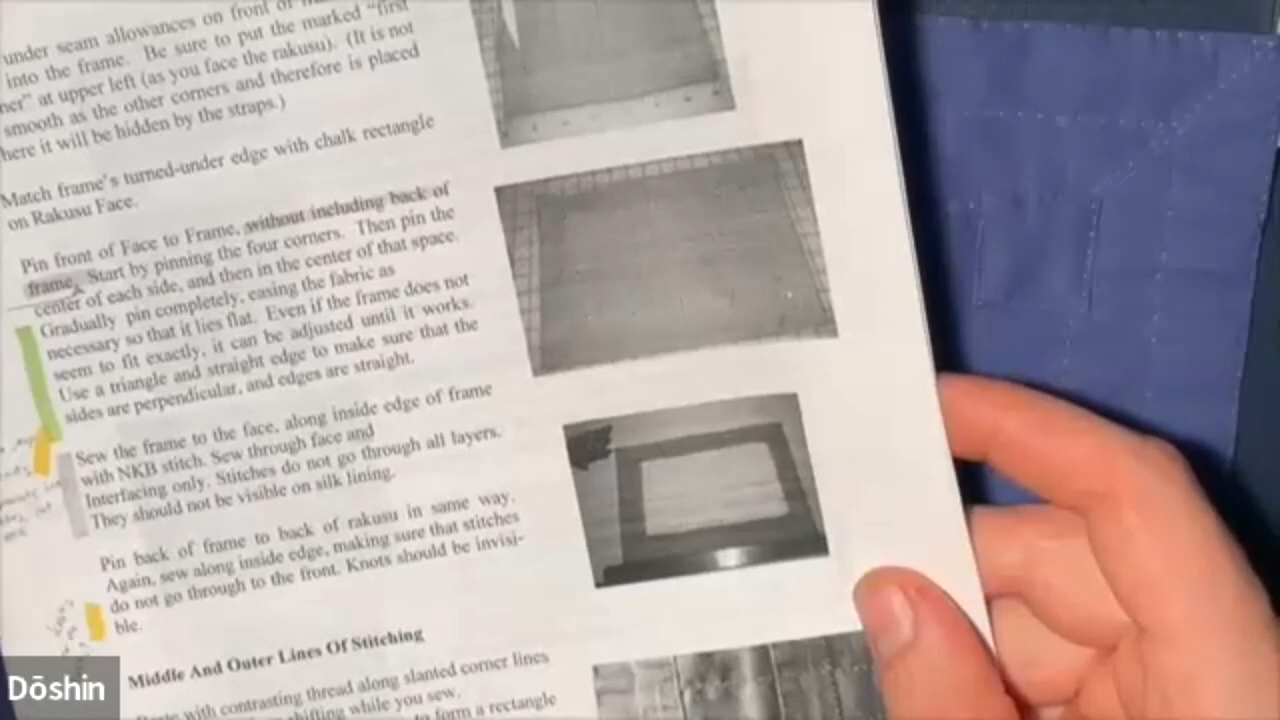 under seam allowances on front of
into the frame. Be sure to put the marked “first
ner” at upper left (as you face the rakusu). (It is not
smooth as the other corners and therefore is placed
here it will be hidden by the straps.)
Match frame’s turned-under edge with chalk rectangle
on Rakusu Face.
Pin front of Face to Frame, without including back of
frame. Start by pinning the four corners. Then pin the
center of each side, and then in the center of that space.
Gradually pin completely, easing the fabric as
necessary so that it lies flat. Even if the frame does not
seem to fit exactly, it can be adjusted until it works.
Use a triangle and straight edge to make sure that the
sides are perpendicular, and edges are straight.
Sew the frame to the face, along inside edge of frame
with NKB stitch. Sew through face and
Interfacing only. Stitches do not go through all layers.
They should not be visible on silk lining.
Pin back of frame to back of rakusu in same way.
Again, sew along inside edge, making sure that stitches
do not go through to the front. Knots should be invisi-
ble.
Middle And Outer Lines Of Stitching
with contrasting thread along slanted corner lines
shifting while you sew.
to form a rectangle
Dōshin